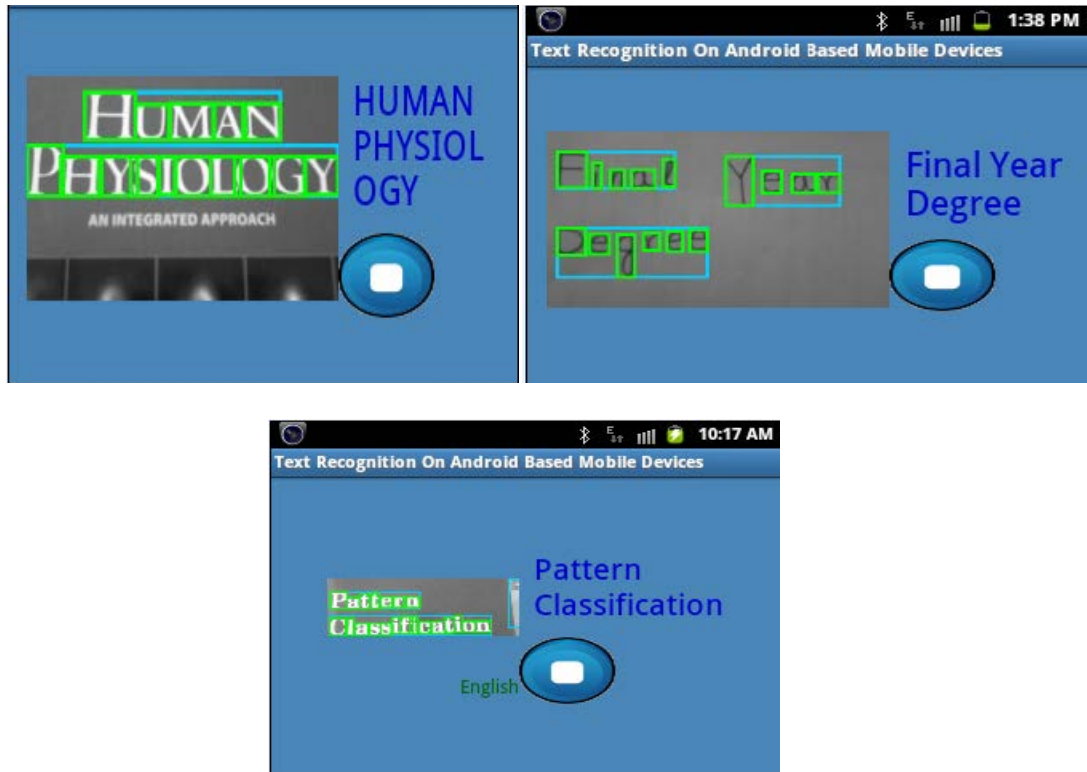 HUMAN
PHYSIOLOGY
AN INTEGRATED APPROACH
HUMAN
PHYSIOL
OGY
E 1:38 PM
Text Recognition On Android Based Mobile Devices
Final Year
Degree
Final Year
Degree
E 10:17 AM
Text Recognition On Android Based Mobile Devices
Pattern
Classification
Pattern
Classification
English